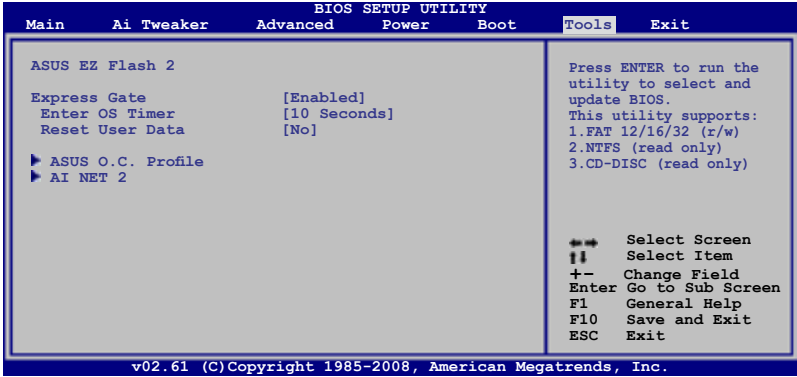 BIOS SETUP UTILITY
Main Ai Tweaker Advanced Power Boot Tools Exit
ASUS EZ Flash 2
Express Gate [Enabled]
Enter OS Timer [10 Seconds]
Reset User Data [No]
ASUS O.C. Profile
AI NET 2
Press ENTER to run the
utility to select and
update BIOS.
This utility supports:
1.FAT 12/16/32 (r/w)
2.NTFS (read only)
3.CD-DISC (read only)
Select Screen
Select Item
+- Change Field
Enter Go to Sub Screen
F1 General Help
F10 Save and Exit
ESC Exit
v02.61 (C)Copyright 1985-2008, American Megatrends, Inc.